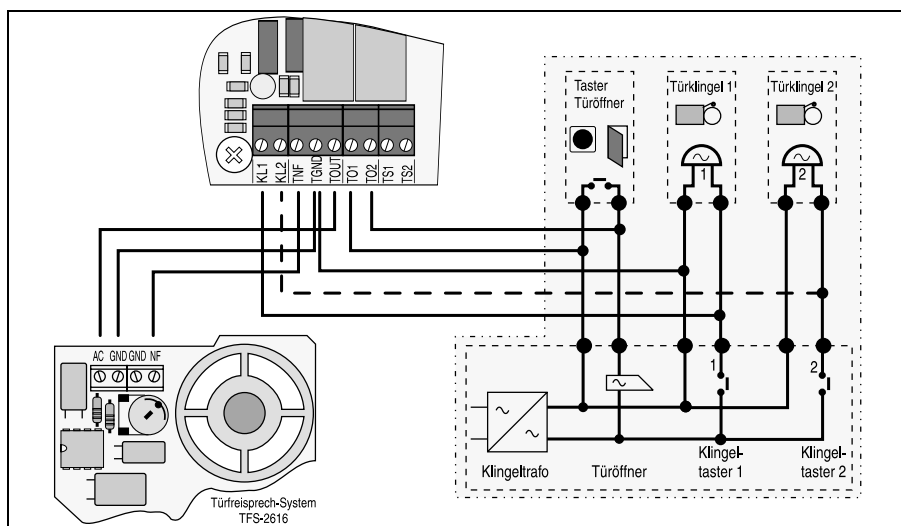 Taster
Türöffner
Türklingel 1
Türklingel 2
1
2
KL1
KL2
TNF
TGND
TOUT
TO1
TO2
TS1
TS2
AC GND GND NF
1
2
Klingeltrafo
Türöffner
Klingel-
taster 1
Klingel-
taster 2
Türfreisprech-System
TFS-2616